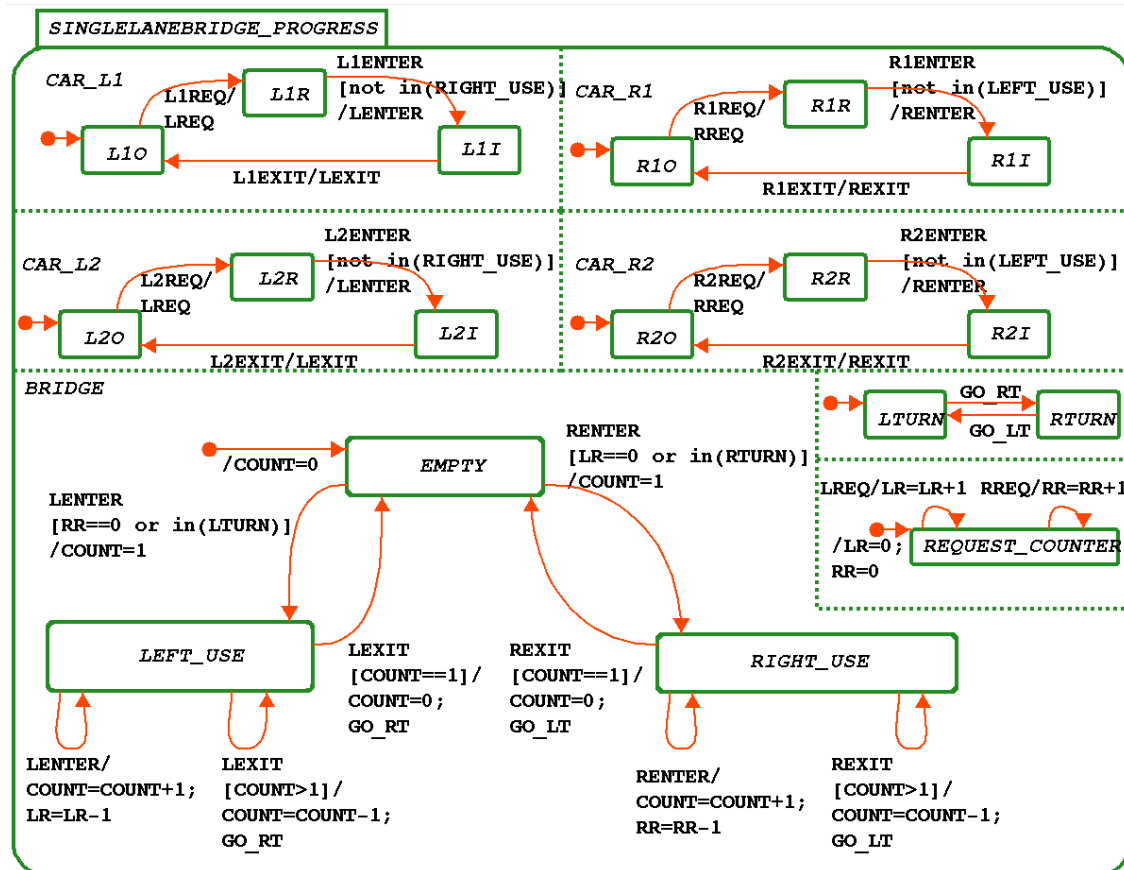 SINGLELANEBRIDGE_PROGRESS
CAR_L1
L1REQ/
LREQ
L1R
L1ENTER
[not in(RIGHT_USE)]
/LENTER
L1O
L1I
L1EXIT/LEXIT
CAR_R1
R1REQ/
RREQ
R1R
R1ENTER
[not in(LEFT_USE)]
/RENTER
R1O
R1I
R1EXIT/REXIT
CAR_L2
L2REQ/
LREQ
L2R
L2ENTER
[not in(RIGHT_USE)]
/LENTER
L2O
L2I
L2EXIT/LEXIT
CAR_R2
R2REQ/
RREQ
R2R
R2ENTER
[not in(LEFT_USE)]
/RENTER
R2O
R2I
R2EXIT/REXIT
BRIDGE
/COUNT=0
EMPTY
LENTER
[RR==0 or in(LTURN)]
/COUNT=1
RENTER
[LR==0 or in(RTURN)]
/COUNT=1
LTURN
GO_RT
GO_LT
RTURN
LREQ/LR=LR+1
RREQ/RR=RR+1
/LR=0;
RR=0
REQUEST_COUNTER
LEFT_USE
LEXIT
[COUNT==1]/
COUNT=0;
GO_RT
REXIT
[COUNT==1]/
COUNT=0;
GO_LT
RIGHT_USE
LENTER/
COUNT=COUNT+1;
LR=LR-1
LEXIT
[COUNT>1]/
COUNT=COUNT-1;
GO_RT
RENTER/
COUNT=COUNT+1;
RR=RR-1
REXIT
[COUNT>1]/
COUNT=COUNT-1;
GO_LT